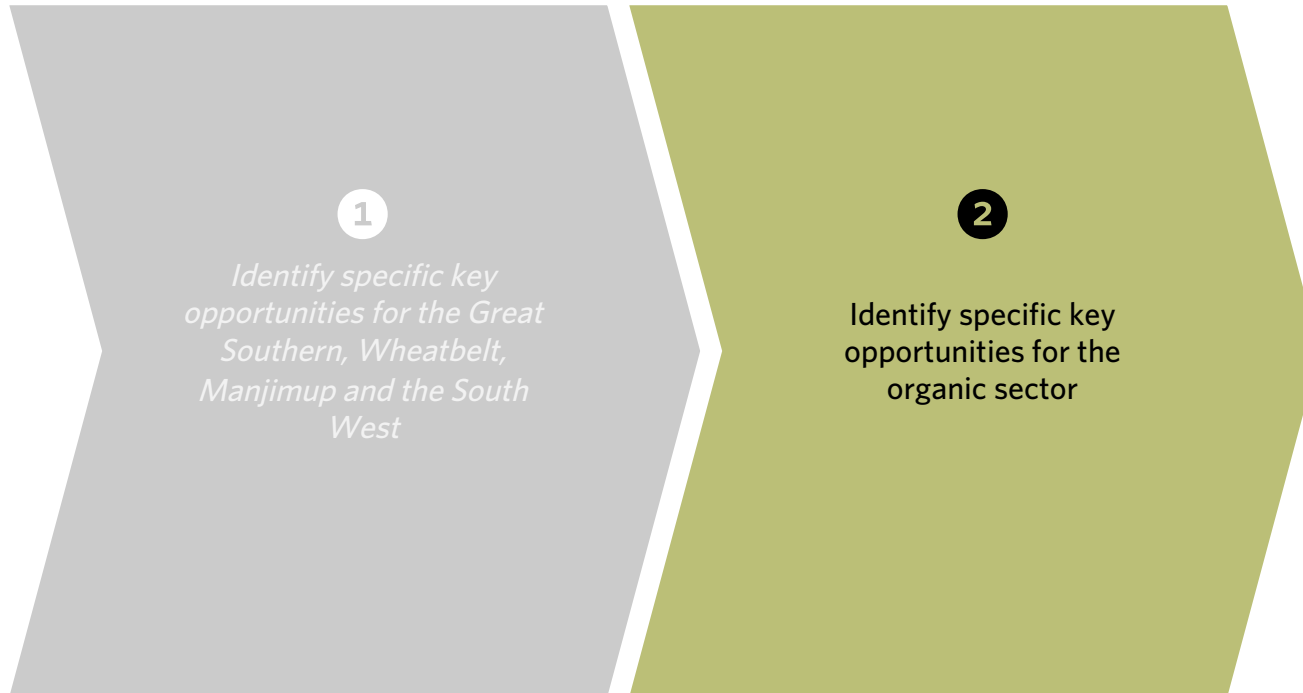 1
Identify specific key
opportunities for the Great
Southern, Wheatbelt,
Manjimup and the South
West
2
Identify specific key
opportunities for the
organic sector